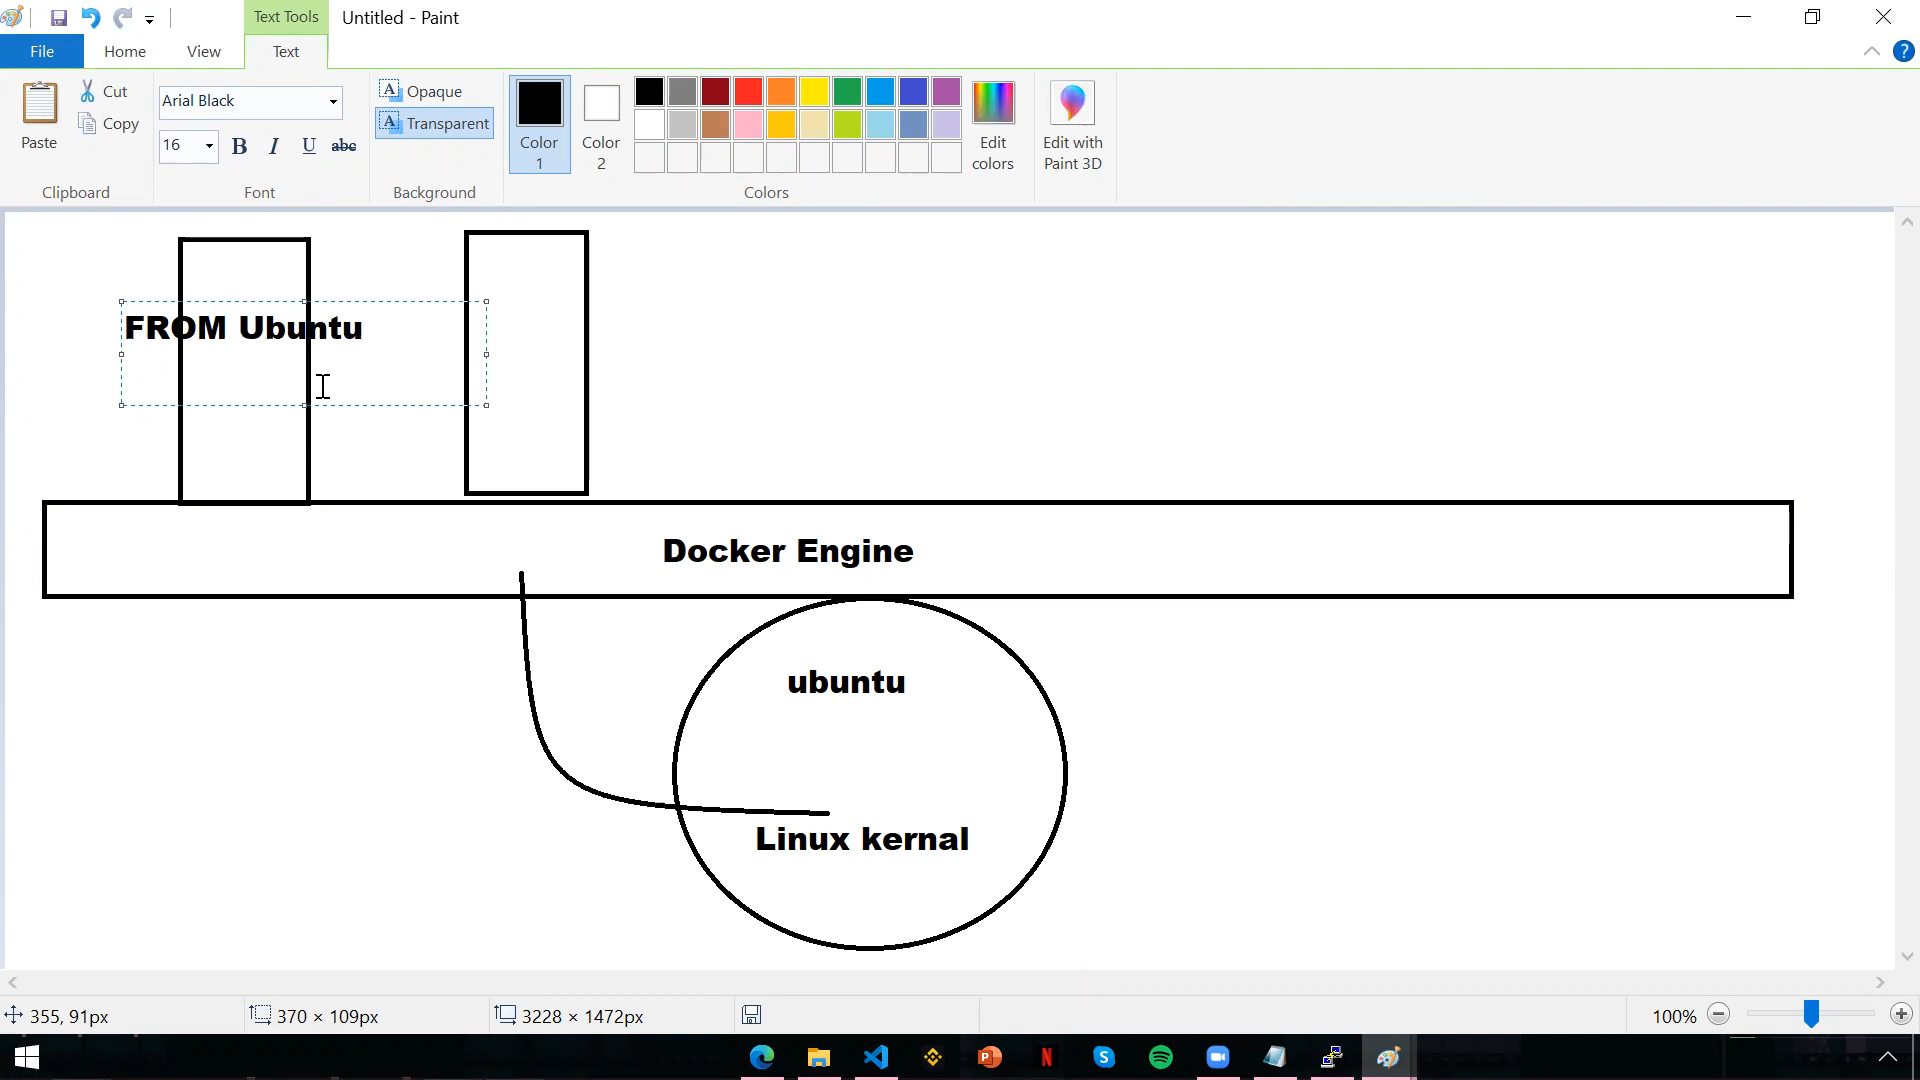 Text Tools
Untitled - Paint
File
Home
View
Text
Paste
Cut
Copy
Clipboard
Arial Black
16
B I U abc
Font
Opaque
Transparent
Background
Color
1
Color
2
Edit
colors
Colors
Edit with
Paint 3D
FROM Ubuntu
Docker Engine
ubuntu
Linux kernal
355, 91px
370 × 109px
3228 × 1472px
100%